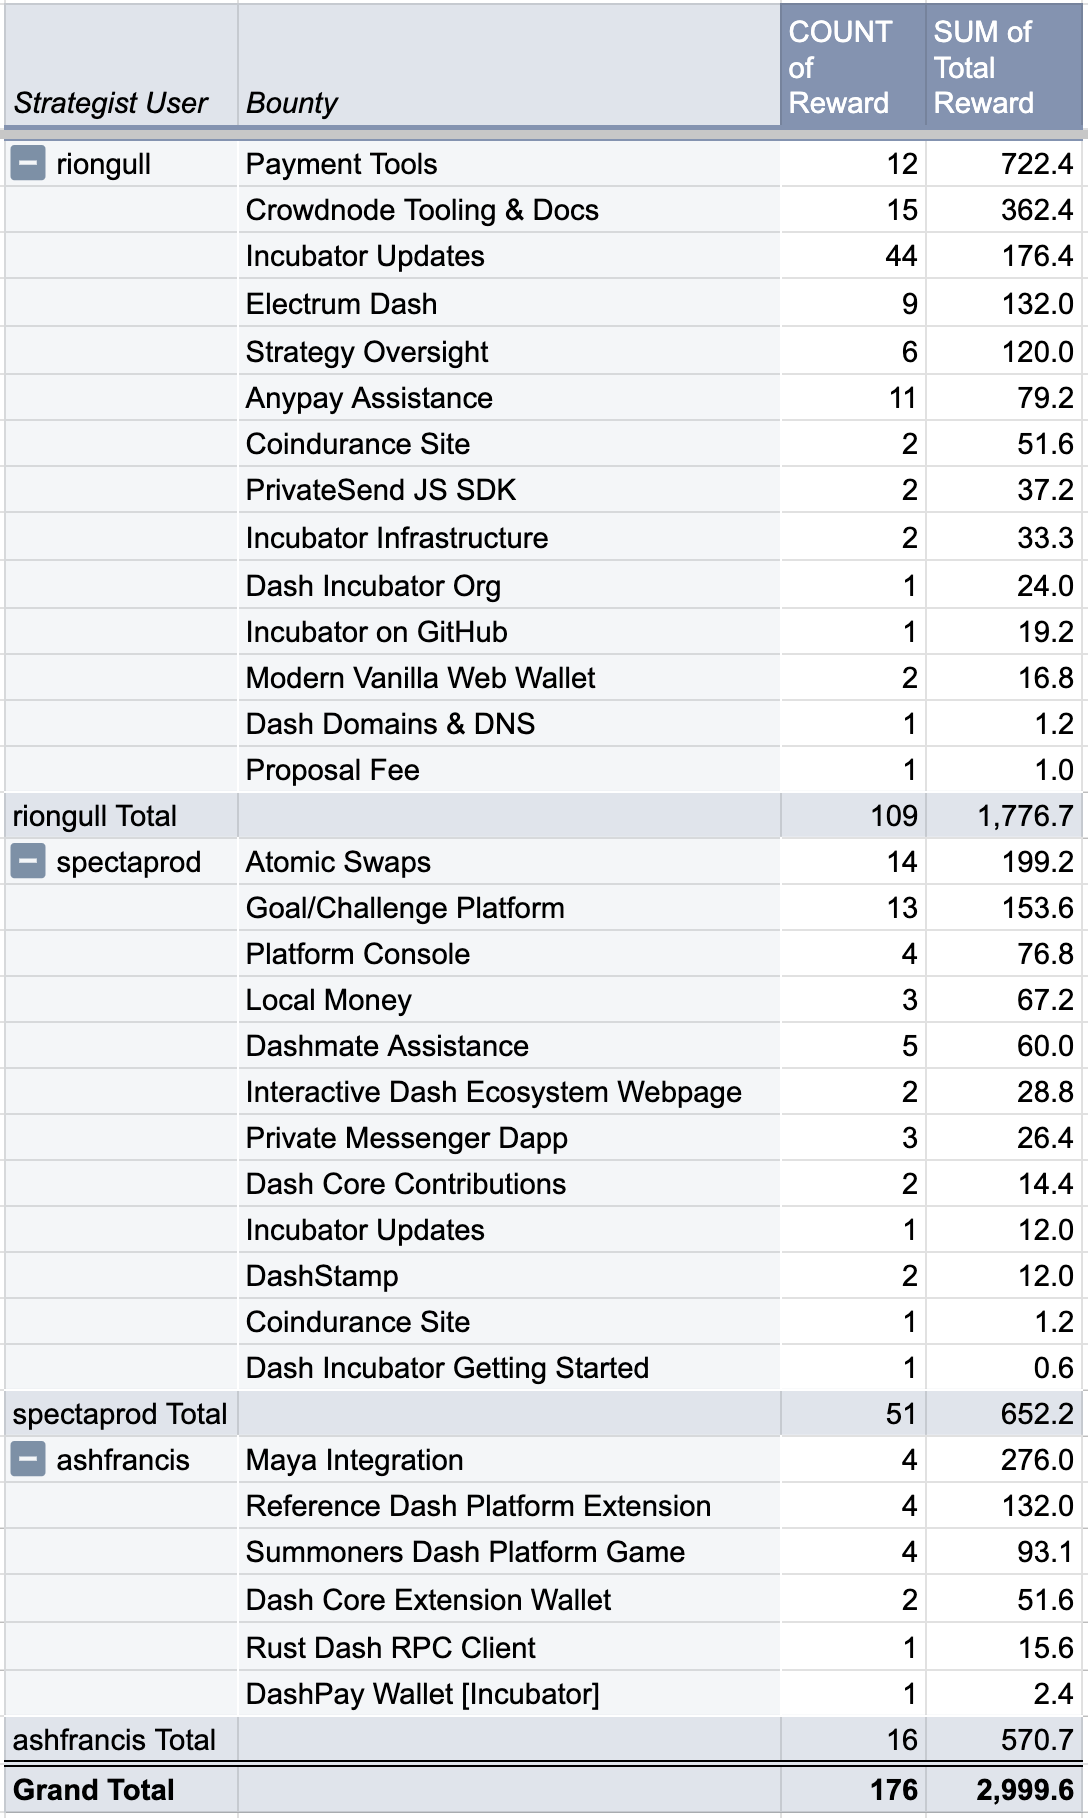 Strategist User Bounty COUNT of Reward SUM of Total Reward
riongull Payment Tools 12 722.4
Crowdnode Tooling & Docs 15 362.4
Incubator Updates 44 176.4
Electrum Dash 9 132.0
Strategy Oversight 6 120.0
Anypay Assistance 11 79.2
Coindurance Site 2 51.6
PrivateSend JS SDK 2 37.2
Incubator Infrastructure 2 33.3
Dash Incubator Org 1 24.0
Incubator on GitHub 1 19.2
Modern Vanilla Web Wallet 2 16.8
Dash Domains & DNS 1 1.2
Proposal Fee 1 1.0
riongull Total 109 1,776.7
spectaprod Atomic Swaps 14 199.2
Goal/Challenge Platform 13 153.6
Platform Console 4 76.8
Local Money 3 67.2
Dashmate Assistance 5 60.0
Interactive Dash Ecosystem Webpage 2 28.8
Private Messenger Dapp 3 26.4
Dash Core Contributions 2 14.4
Incubator Updates 1 12.0
DashStamp 2 12.0
Coindurance Site 1 1.2
Dash Incubator Getting Started 1 0.6
spectaprod Total 51 652.2
ashfrancis Maya Integration 4 276.0
Reference Dash Platform Extension 4 132.0
Summoners Dash Platform Game 4 93.1
Dash Core Extension Wallet 2 51.6
Rust Dash RPC Client 1 15.6
DashPay Wallet [Incubator] 1 2.4
ashfrancis Total 16 570.7
Grand Total 176 2,999.6